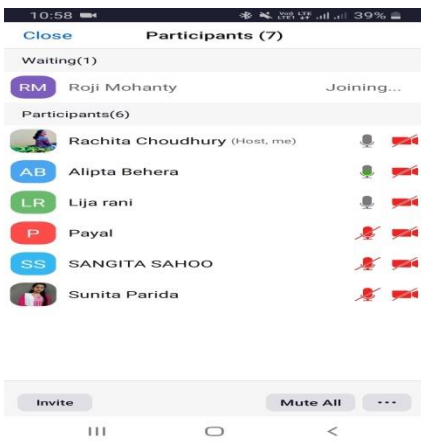 10:58 39%
Close Participants (7)
Waiting(1)
RM Roji Mohanty Joining...
Participants(6)
Rachita Choudhury (Host, me)
AB Alipta Behera
LR Lija rani
P Payal
SS SANGITA SAHOO
Sunita Parida
Invite Mute All ...